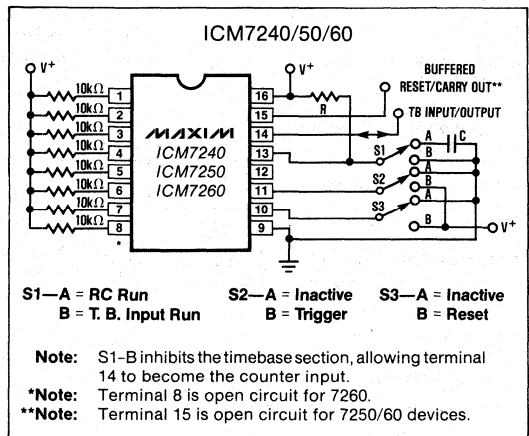 ICM7240/50/60
V+
10kΩ
10kΩ
10kΩ
10kΩ
10kΩ
10kΩ
10kΩ
10kΩ
1
2
3
4
5
6
7
8
*
MAXIM
ICM7240
ICM7250
ICM7260
16
15
14
13
12
11
10
9
V+
R
BUFFERED
RESET/CARRY OUT**
TB INPUT/OUTPUT
S1
A
C
B
S2
A
B
S3
A
B
V+
S1—A = RC Run
B = T. B. Input Run
S2—A = Inactive
B = Trigger
S3—A = Inactive
B = Reset
Note: S1-B inhibits the timebase section, allowing terminal
14 to become the counter input.
*Note: Terminal 8 is open circuit for 7260.
**Note: Terminal 15 is open circuit for 7250/60 devices.